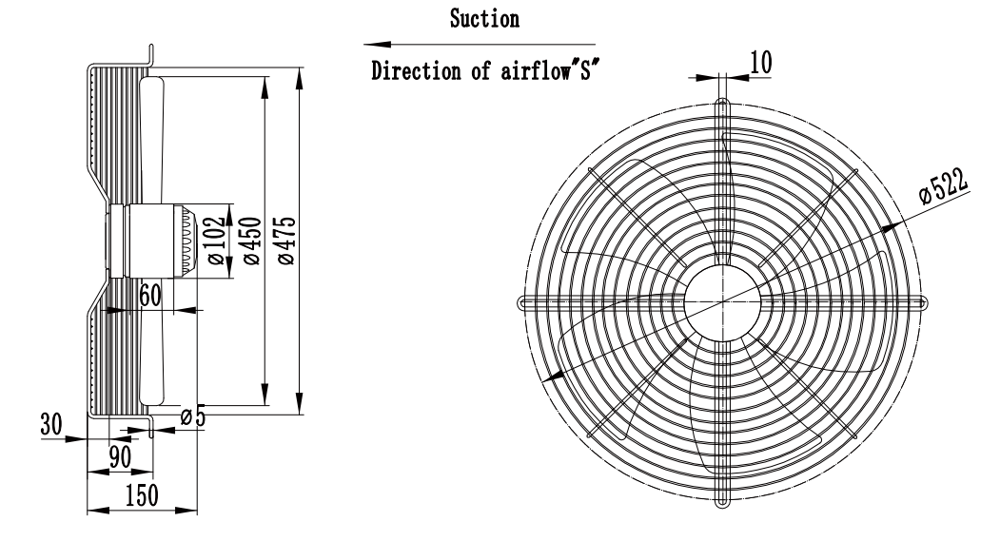 Suction
Direction of airflow"S"
10
ø522
ø102
ø450
ø475
60
ø5
30
90
150